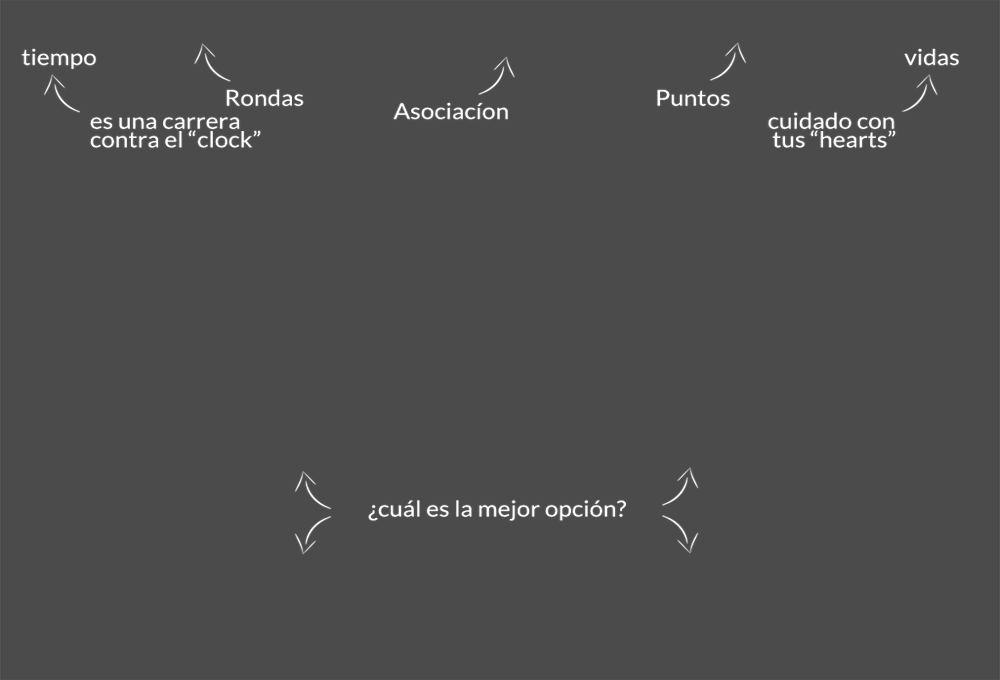 tiempo
vidas
Rondas
Asociacíon
Puntos
es una carrera
contra el “clock”
cuidado con
tus “hearts”
¿cuál es la mejor opción?